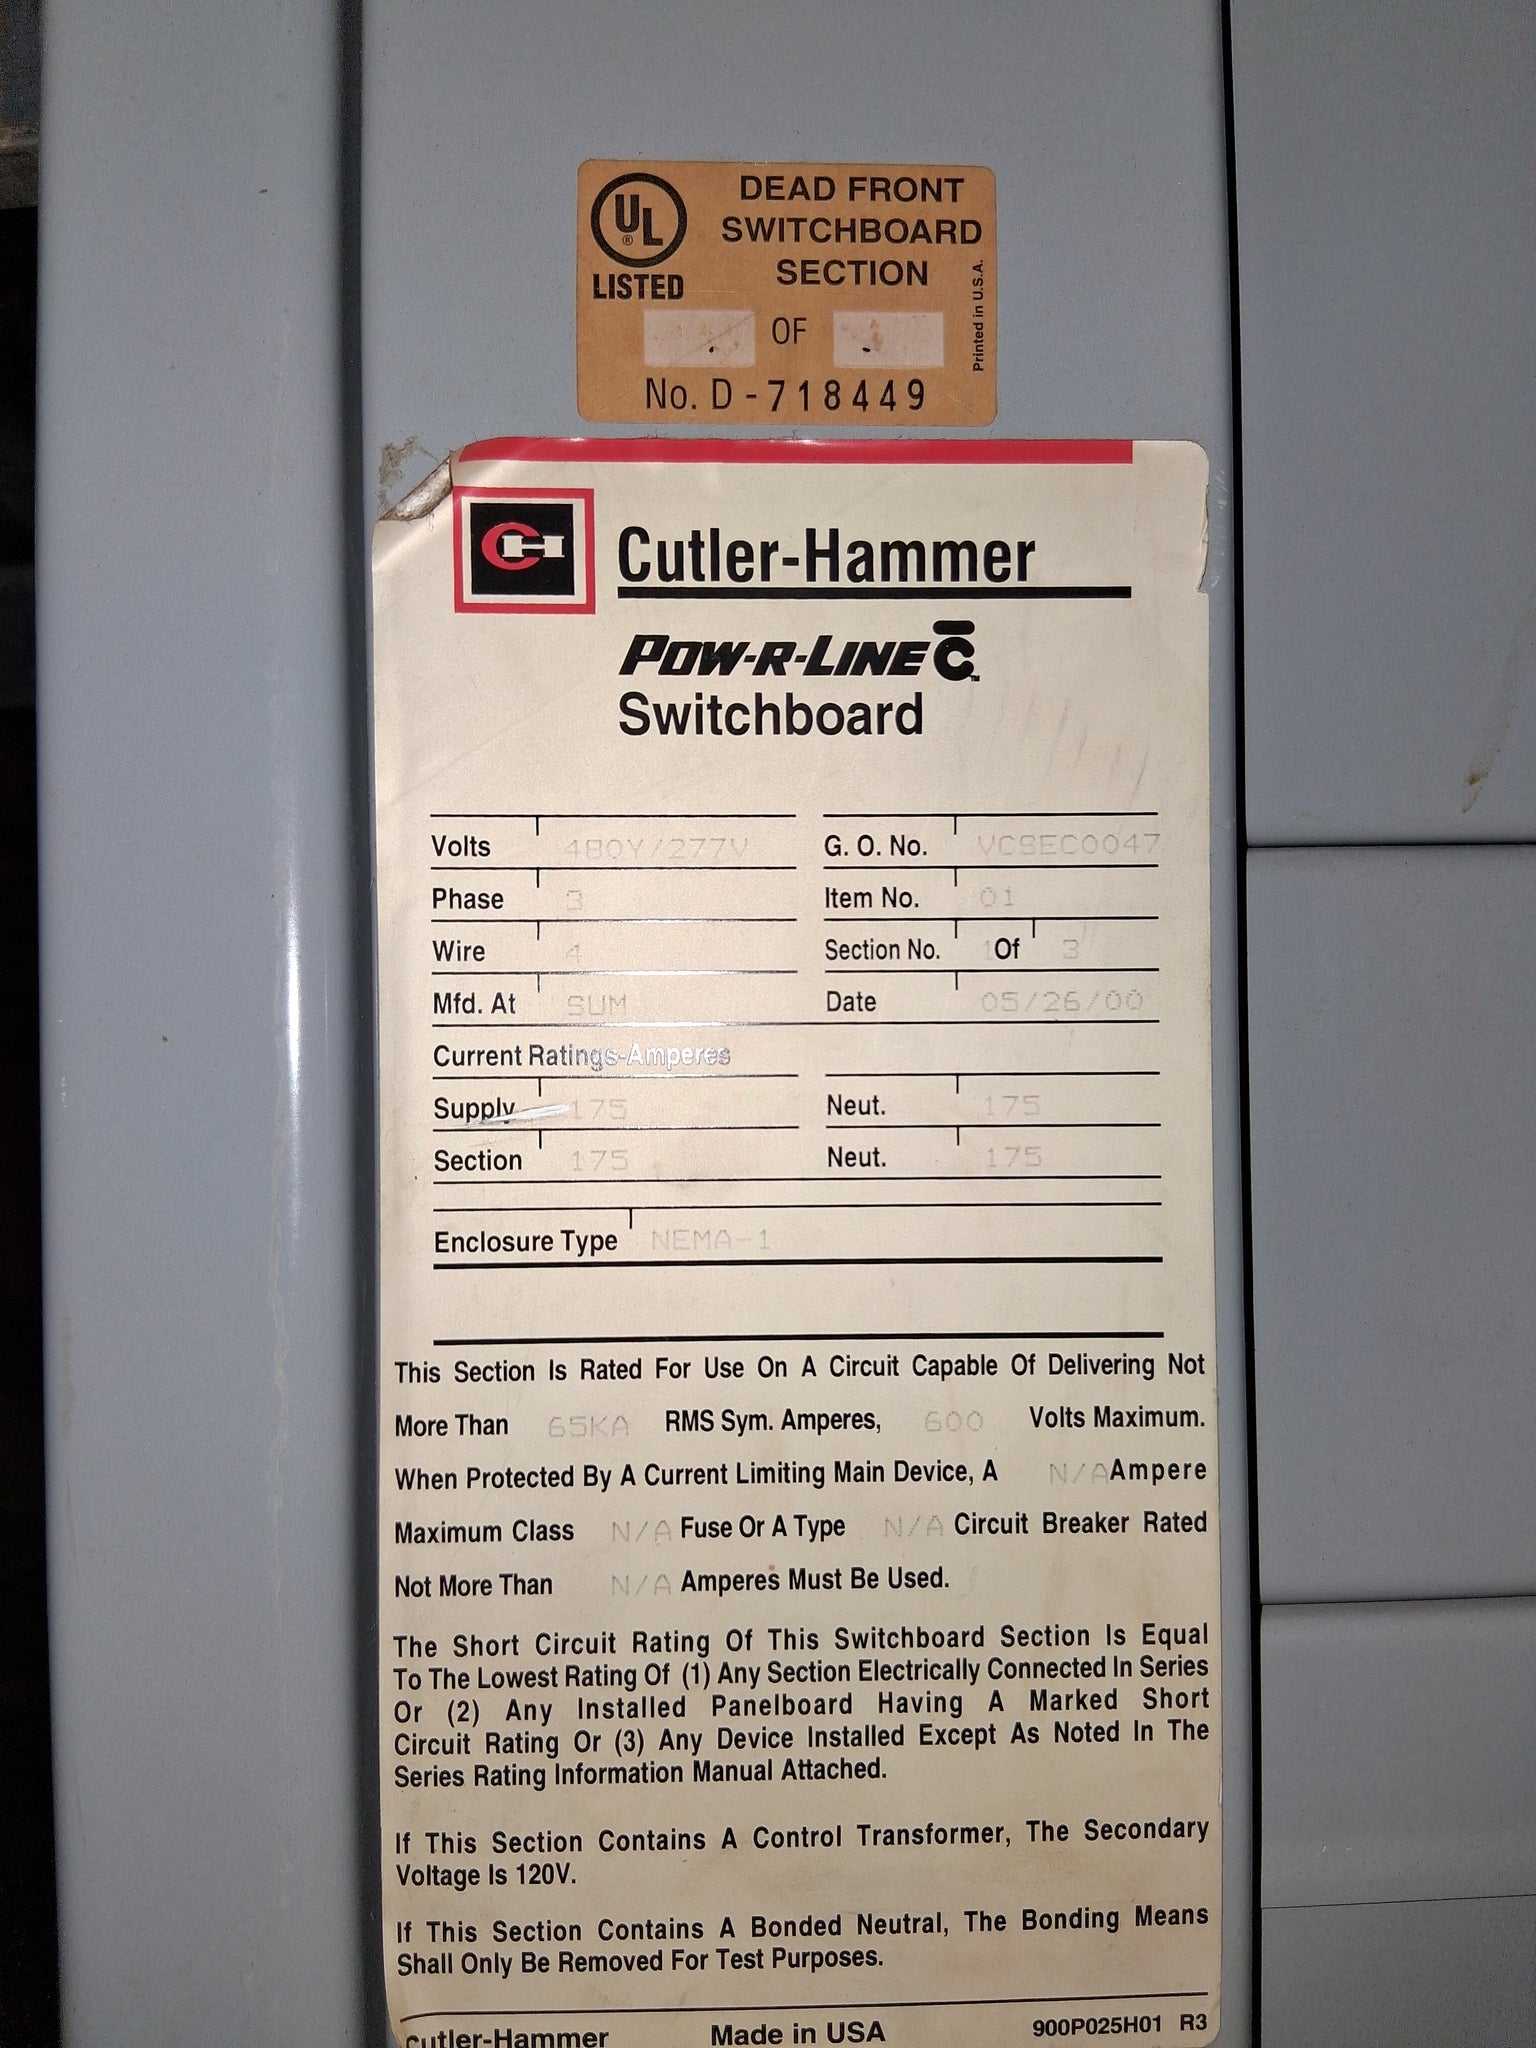 UL
®
LISTED
DEAD FRONT
SWITCHBOARD
SECTION
OF
No. D-718449
Printed in U.S.A.
CH
Cutler-Hammer
POW-R-LINE C™
Switchboard
Volts 480Y/277V G. O. No. VCSEC0047
Phase 3 Item No. 01
Wire 4 Section No. 1 Of 3
Mfd. At SUM Date 05/26/00
Current Ratings-Amperes
Supply 175 Neut. 175
Section 175 Neut. 175
Enclosure Type NEMA-1
This Section Is Rated For Use On A Circuit Capable Of Delivering Not
More Than 65KA RMS Sym. Amperes, 600 Volts Maximum.
When Protected By A Current Limiting Main Device, A N/A Ampere
Maximum Class N/A Fuse Or A Type N/A Circuit Breaker Rated
Not More Than N/A Amperes Must Be Used.
The Short Circuit Rating Of This Switchboard Section Is Equal
To The Lowest Rating Of (1) Any Section Electrically Connected In Series
Or (2) Any Installed Panelboard Having A Marked Short
Circuit Rating Or (3) Any Device Installed Except As Noted In The
Series Rating Information Manual Attached.
If This Section Contains A Control Transformer, The Secondary
Voltage Is 120V.
If This Section Contains A Bonded Neutral, The Bonding Means
Shall Only Be Removed For Test Purposes.
Cutler-Hammer Made in USA 900P025H01 R3